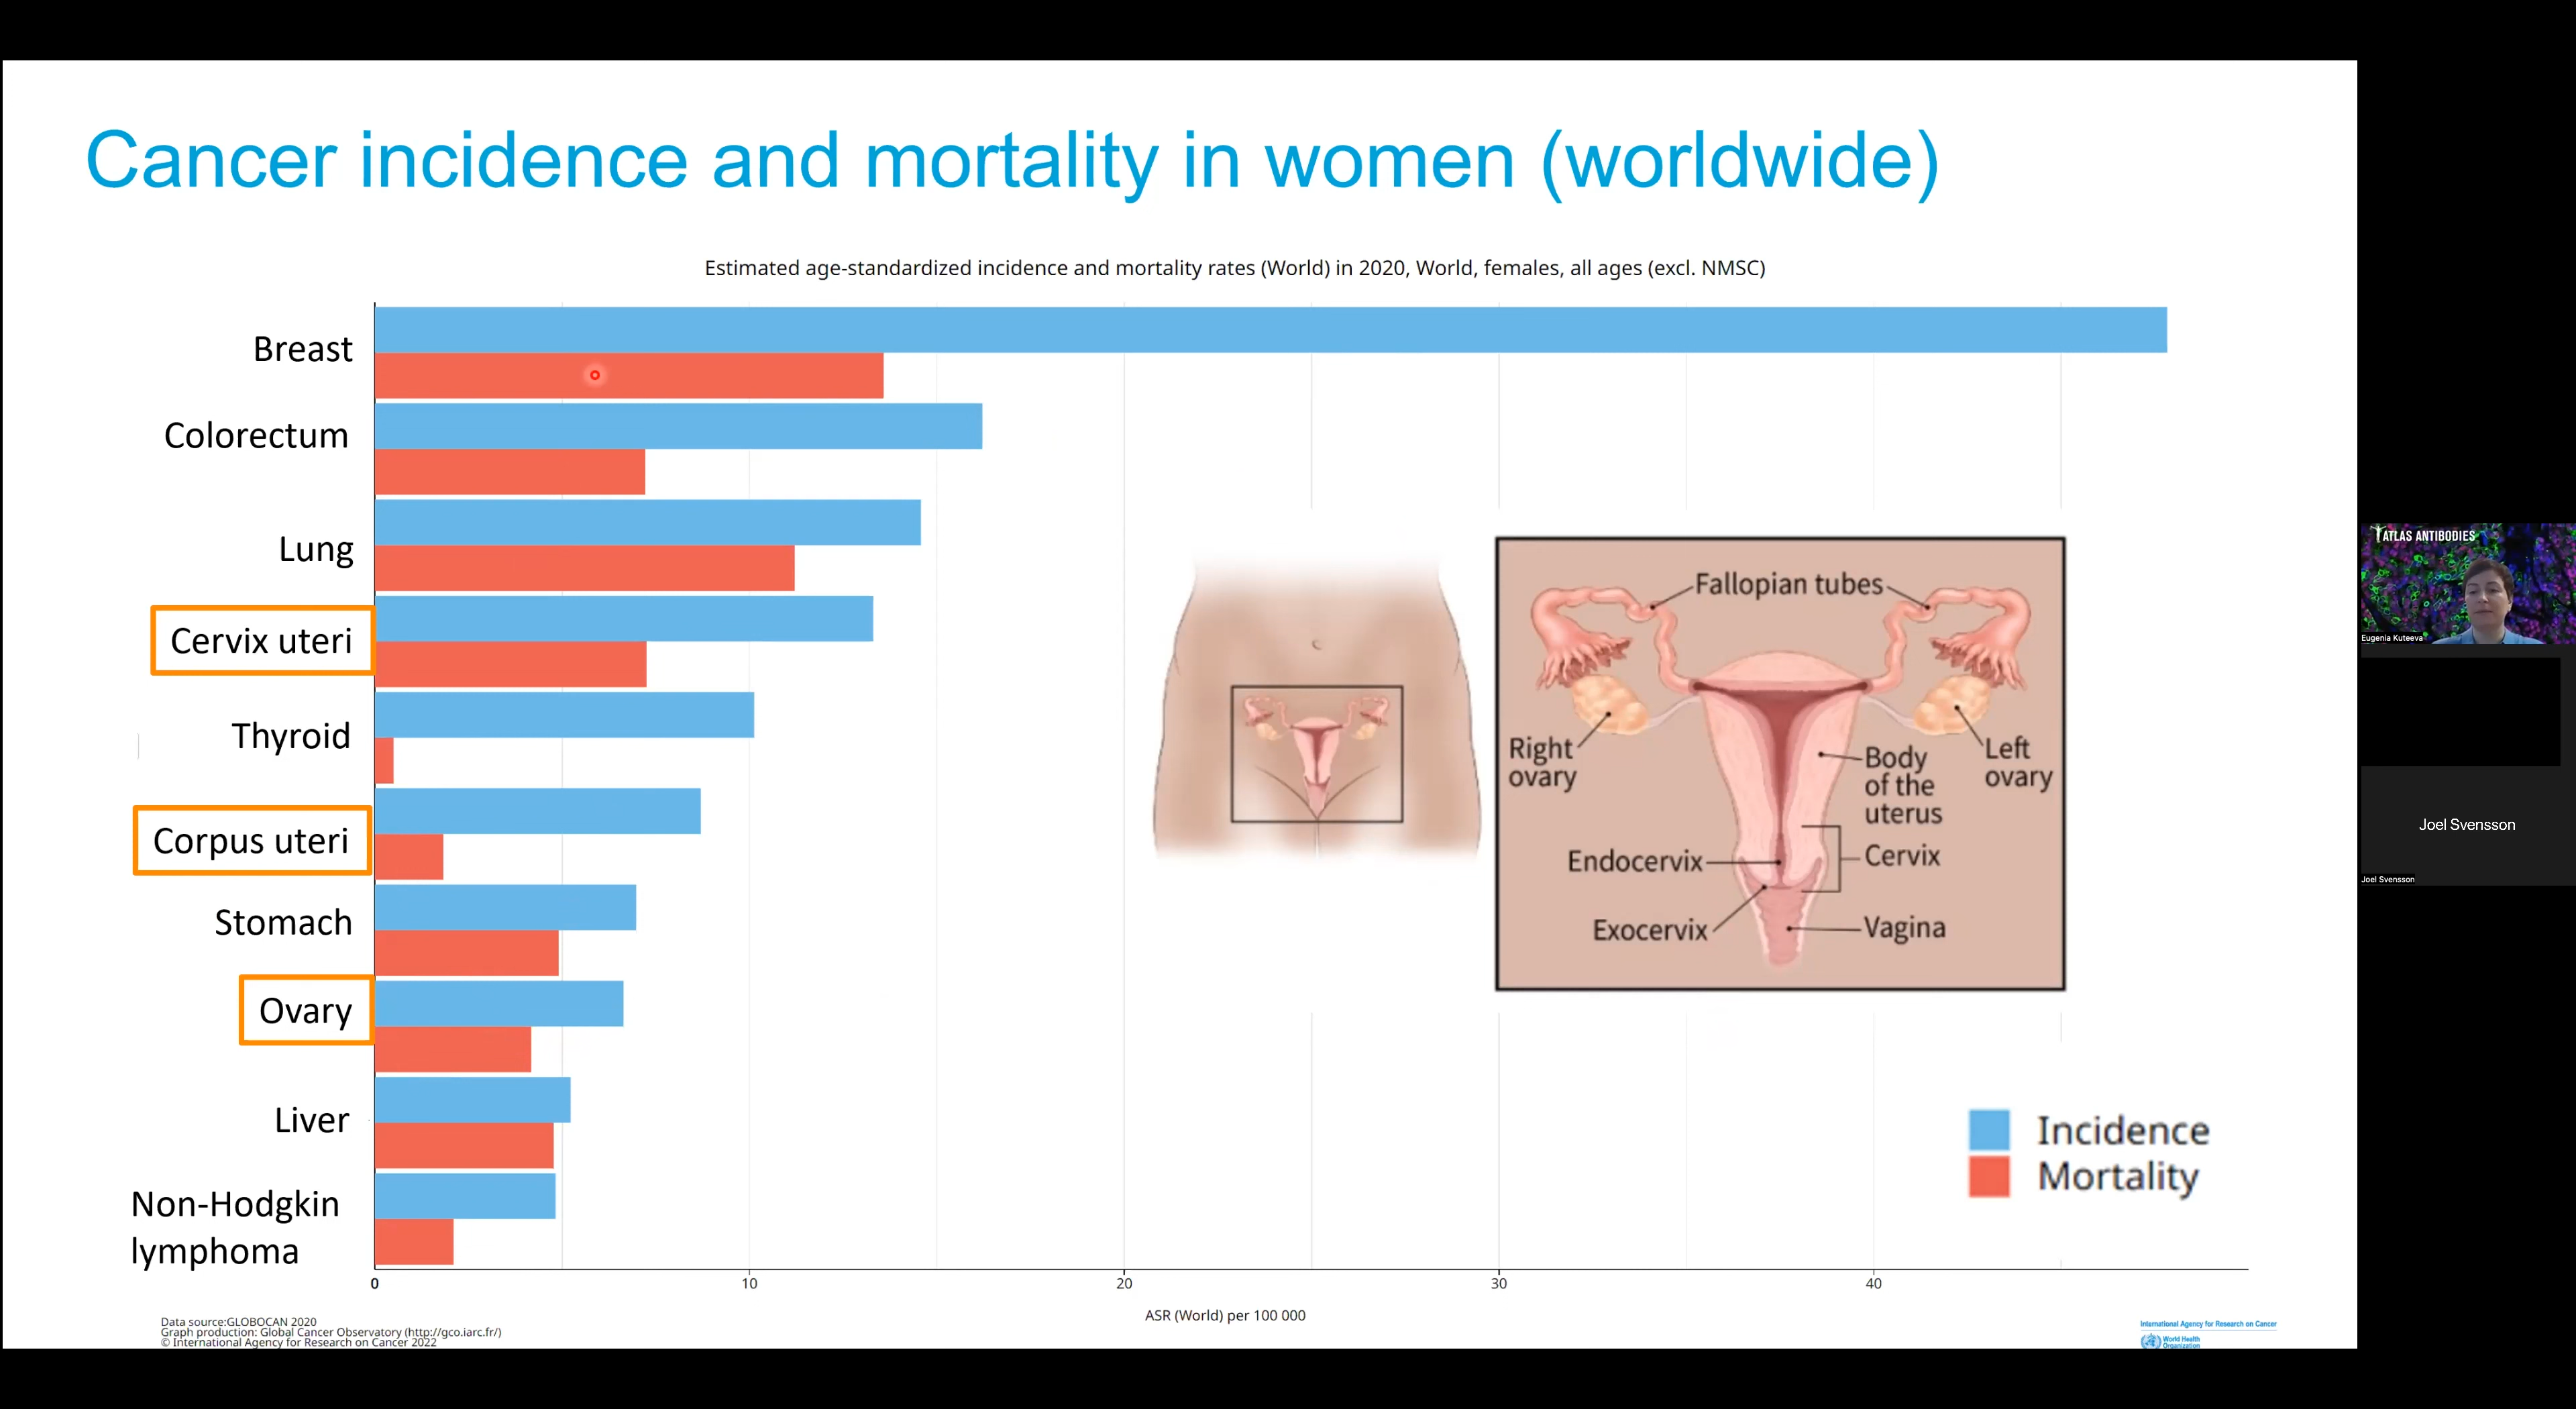 Cancer incidence and mortality in women (worldwide)
Estimated age-standardized incidence and mortality rates (World) in 2020, World, females, all ages (excl. NMSC)
Breast
Colorectum
Lung
Cervix uteri
Thyroid
Corpus uteri
Stomach
Ovary
Liver
Non-Hodgkin
lymphoma
Fallopian tubes
Right
ovary
Body
of the
uterus
Left
ovary
Endocervix
Cervix
Exocervix
Vagina
Incidence
Mortality
0 10 20 30 40
ASR (World) per 100 000
Data source:GLOBOCAN 2020
Graph production: Global Cancer Observatory (http://gco.iarc.fr/)
© International Agency for Research on Cancer 2022
International Agency for Research on Cancer
World Health
Organization
ATLAS ANTIBODIES
Eugenia Kuteeva
Joel Svensson
Joel Svensson